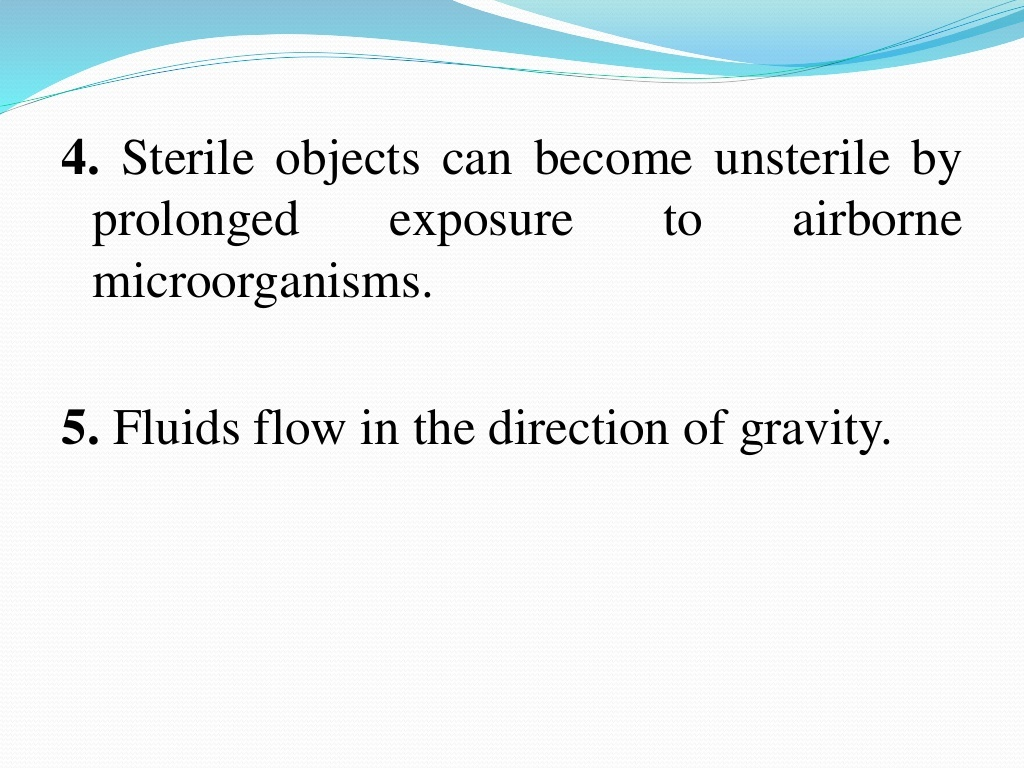 4. Sterile objects can become unsterile by
prolonged exposure to airborne
microorganisms.
5. Fluids flow in the direction of gravity.